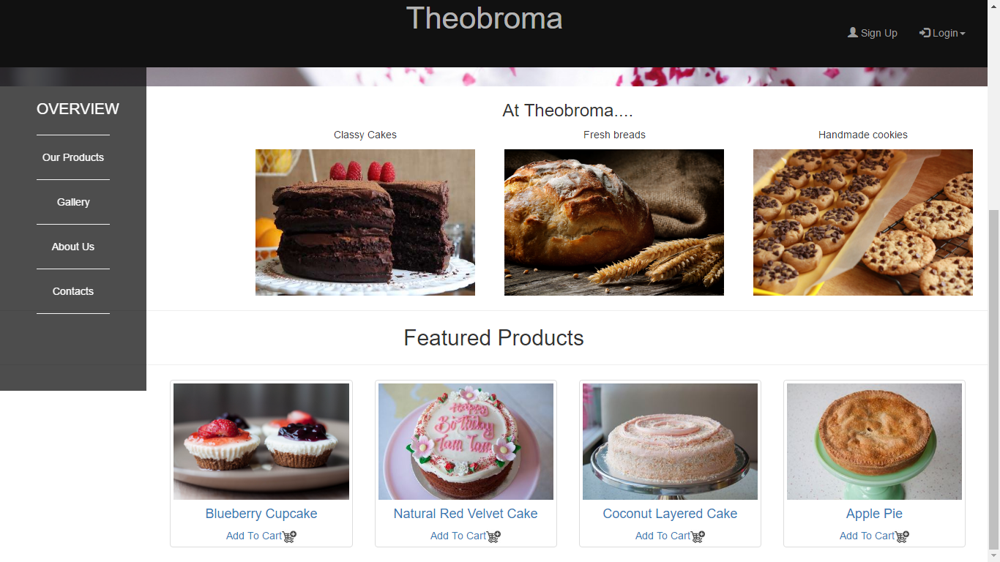 Theobroma
Sign Up
Login
OVERVIEW
Our Products
Gallery
About Us
Contacts
At Theobroma....
Classy Cakes
Fresh breads
Handmade cookies
Featured Products
Happy
Birthday
Tam Tam
Blueberry Cupcake
Add To Cart
Natural Red Velvet Cake
Add To Cart
Coconut Layered Cake
Add To Cart
Apple Pie
Add To Cart